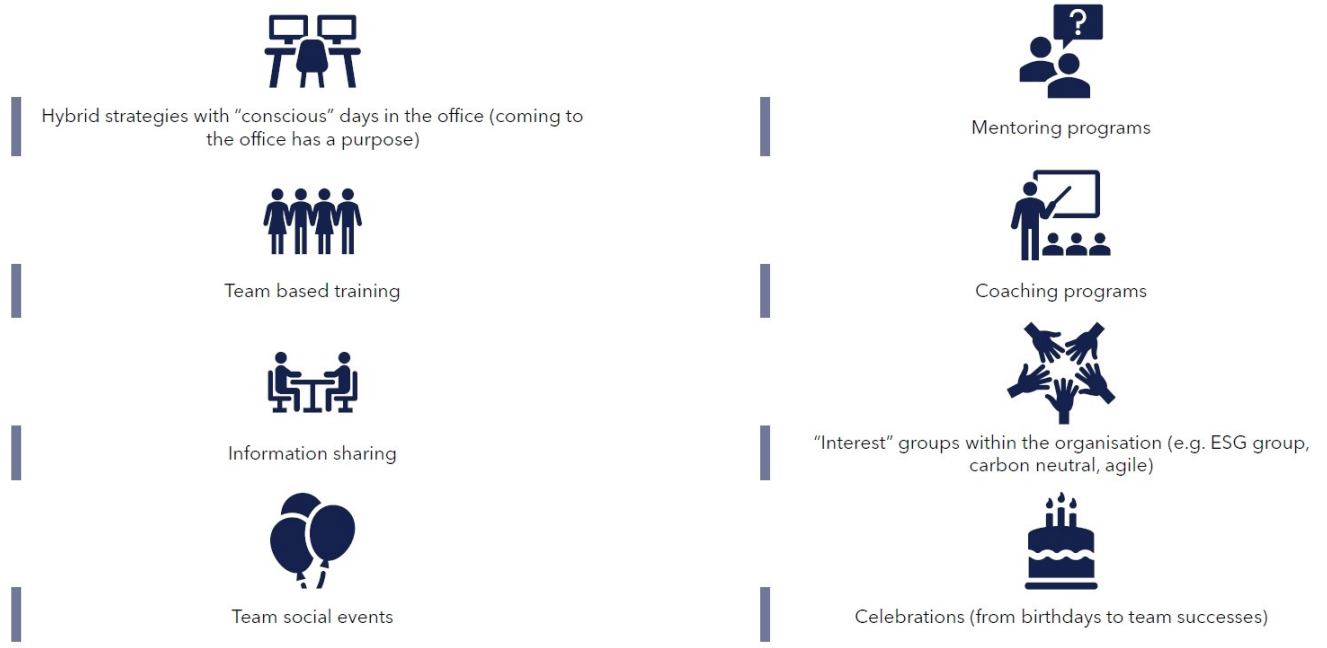 Hybrid strategies with “conscious” days in the office (coming to
the office has a purpose)
Team based training
Information sharing
Team social events
?
Mentoring programs
Coaching programs
“Interest” groups within the organisation (e.g. ESG group,
carbon neutral, agile)
Celebrations (from birthdays to team successes)